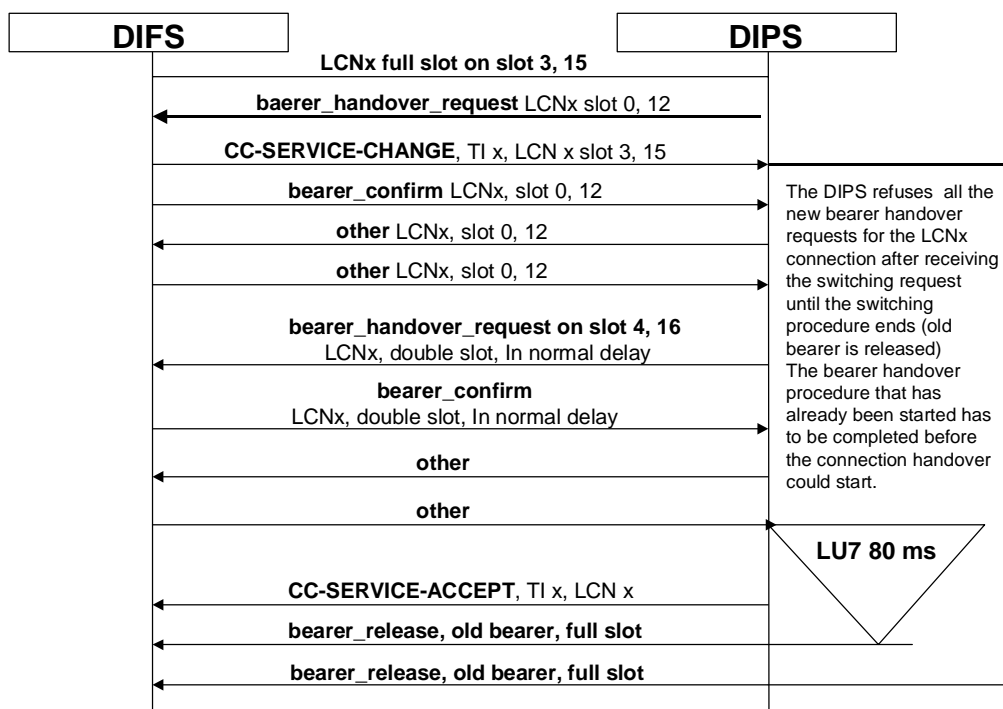 DIFS
DIPS
LCNx full slot on slot 3, 15
baerer_handover_request LCNx slot 0, 12
CC-SERVICE-CHANGE, TI x, LCN x slot 3, 15
bearer_confirm LCNx, slot 0, 12
other LCNx, slot 0, 12
other LCNx, slot 0, 12
bearer_handover_request on slot 4, 16
LCNx, double slot, In normal delay
bearer_confirm
LCNx, double slot, In normal delay
other
other
CC-SERVICE-ACCEPT, TI x, LCN x
bearer_release, old bearer, full slot
bearer_release, old bearer, full slot
The DIPS refuses all the
new bearer handover
requests for the LCNx
connection after receiving
the switching request
until the switching
procedure ends (old
bearer is released)
The bearer handover
procedure that has
already been started has
to be completed before
the connection handover
could start.
LU7 80 ms